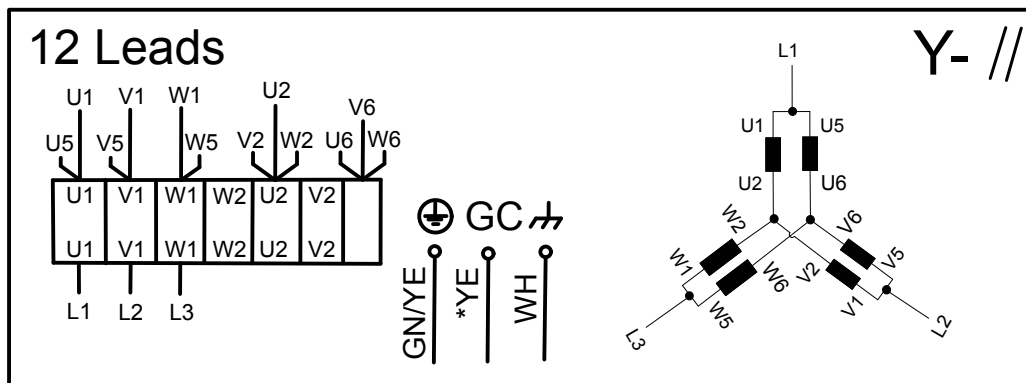 12 Leads
Y- //
U1 V1 W1 U2 V6
U5 V5 W5 V2 W2 U6 W6
U1 V1 W1 W2 U2 V2
U1 V1 W1 W2 U2 V2
L1 L2 L3
GC
GN/YE
*YE
WH
L1
U1 U5
U2 U6
W2 V6
W1 W6 V2 V5
W5 V1
L3 L2